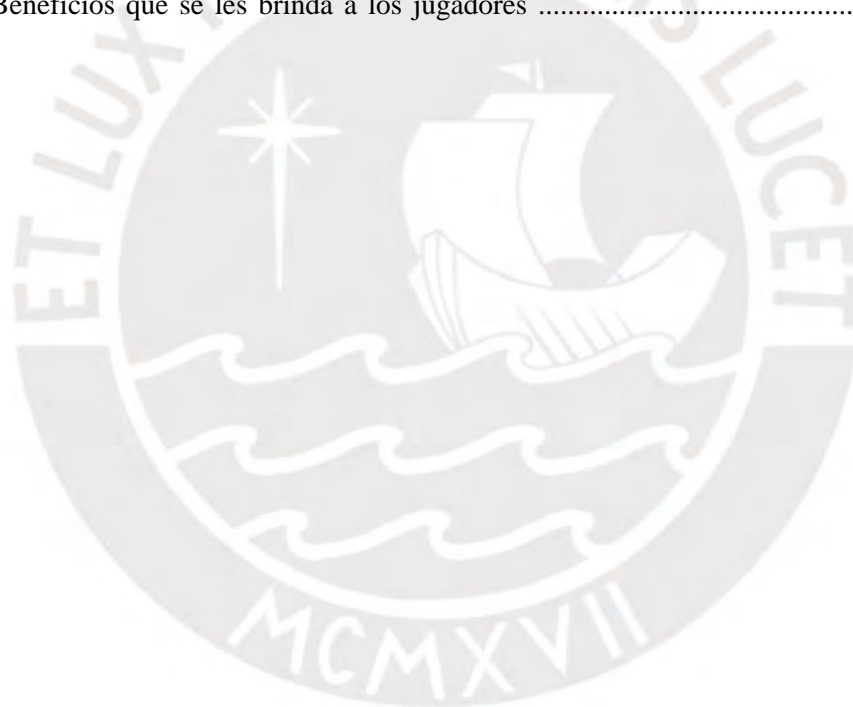 Beneficios que se les brinda a los jugadores ...........................................
ET LUX IN TENEBRIS LUCET
MCMXVII